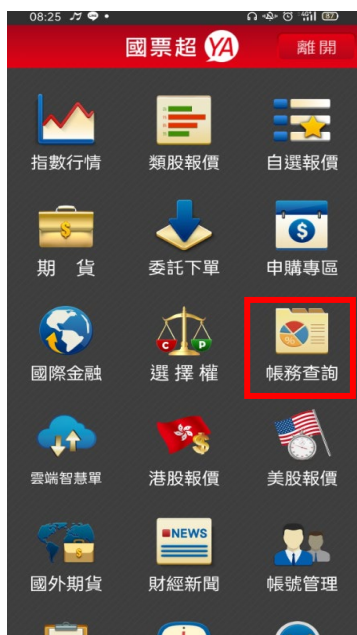 08:25
87
國票超 YA
離開
指數行情
類股報價
自選報價
$
$
期 貨
委託下單
申購專區
C P
國際金融
選擇權
帳務查詢
$
雲端智慧單
港股報價
美股報價
NEWS
國外期貨
財經新聞
帳號管理